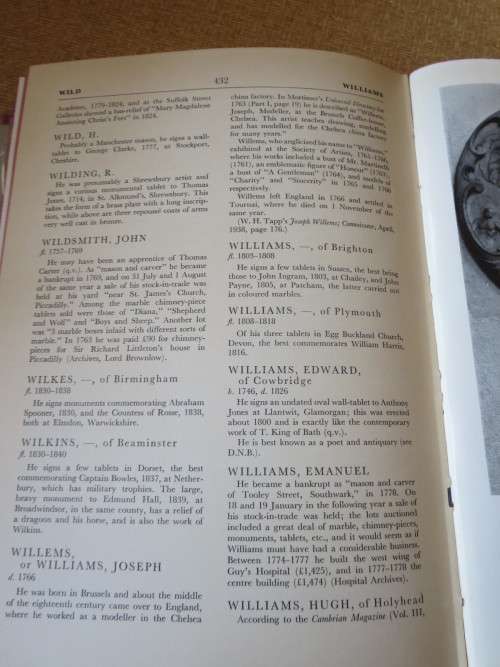 432
WILD
WILLIAMS
Academy, 1779-1824, and at the Suffolk Street
Galleries showed a bas-relief of "Mary Magdalene
Anointing Christ's Feet" in 1824.
WILD, H.
Probably a Manchester mason, he signs a wall-
tablet to George Clarke, 1777, at Stockport,
Cheshire.
WILDING, R.
He was presumably a Shrewsbury artist and
signs a various monumental tablet to Thomas
Jones, 1714, in St. Alkmund's, Shrewsbury. This
takes the form of a brass plate with a long inscrip-
tion, while above are three repoussé coats of arms
very well cast in bronze.
WILDSMITH, JOHN
fl. 1757-1769
He may have been an apprentice of Thomas
Carter (q.v.). As "mason and carver" he became
a bankrupt in 1769, and on 31 July and 1 August
of the same year a sale of his stock-in-trade was
held at his yard "near St. James's Church,
Piccadilly." Among the marble chimney-piece
tablets sold were those of "Diana," "Shepherd
and Wolf" and "Boys and Sheep." Another lot
was "3 marble boxes inlaid with different sorts of
marble." In 1763 he was paid £90 for chimney-
pieces for Sir Richard Lyttleton's house in
Piccadilly (Archives, Lord Brownlow).
WILKES, —, of Birmingham
fl. 1830-1838
He signs monuments commemorating Abraham
Spooner, 1830, and the Countess of Rosse, 1838,
both at Elmdon, Warwickshire.
WILKINS, —, of Beaminster
fl. 1830-1840
He signs a few tablets in Dorset, the best
commemorating Captain Bowles, 1837, at Nether-
bury, which has military trophies. The large,
heavy monument to Edmund Hall, 1839, at
Broadwindsor, in the same county, has a relief of
a dragoon and his horse, and is also the work of
Wilkins.
WILLEMS,
or WILLIAMS, JOSEPH
d. 1766
He was born in Brussels and about the middle
of the eighteenth century came over to England,
where he worked as a modeller in the Chelsea
china factory. In Mortimer's Universal Director for
1763 (Part I, page 19) he is described as "Willems,
Joseph, Modeller, at the Brussels Coffee-house,
Chelsea. This artist teaches drawing, modelling
and has modelled for the Chelsea china factory
for many years."
Willems, who anglicised his name to "Williams,"
exhibited at the Society of Artists, 1761-1766,
where his works included a bust of Mr. Mortimer
(1761), an emblematic figure of "Honour" (1763),
a bust of "A Gentleman" (1764), and models of
"Charity" and "Sincerity" in 1765 and 1766
respectively.
Willems left England in 1766 and settled in
Tournai, where he died on 1 November of the
same year.
(W. H. Tapp's Joseph Willems; Connoisseur, April,
1938, page 176.)
WILLIAMS, —, of Brighton
fl. 1803-1808
He signs a few tablets in Sussex, the best being
those to John Ingram, 1803, at Chailey, and John
Payne, 1805, at Patcham, the latter carried out
in coloured marbles.
WILLIAMS, —, of Plymouth
fl. 1808-1818
Of his three tablets in Egg Buckland Church,
Devon, the best commemorates William Harris,
1816.
WILLIAMS, EDWARD,
of Cowbridge
b. 1746, d. 1826
He signs an undated oval wall-tablet to Anthony
Jones at Llantwit, Glamorgan; this was erected
about 1800 and is exactly like the contemporary
work of T. King of Bath (q.v.).
He is best known as a poet and antiquary (see
D.N.B.).
WILLIAMS, EMANUEL
He became a bankrupt as "mason and carver
of Tooley Street, Southwark," in 1778. On
18 and 19 January in the following year a sale of
his stock-in-trade was held; the lots auctioned
included a great deal of marble, chimney-pieces,
monuments, tablets, etc., and it would seem as if
Williams must have had a considerable business.
Between 1774-1777 he built the west wing of
Guy's Hospital (£1,425), and in 1777-1778 the
centre building (£1,474) (Hospital Archives).
WILLIAMS, HUGH, of Holyhead
According to the Cambrian Magazine (Vol. III,